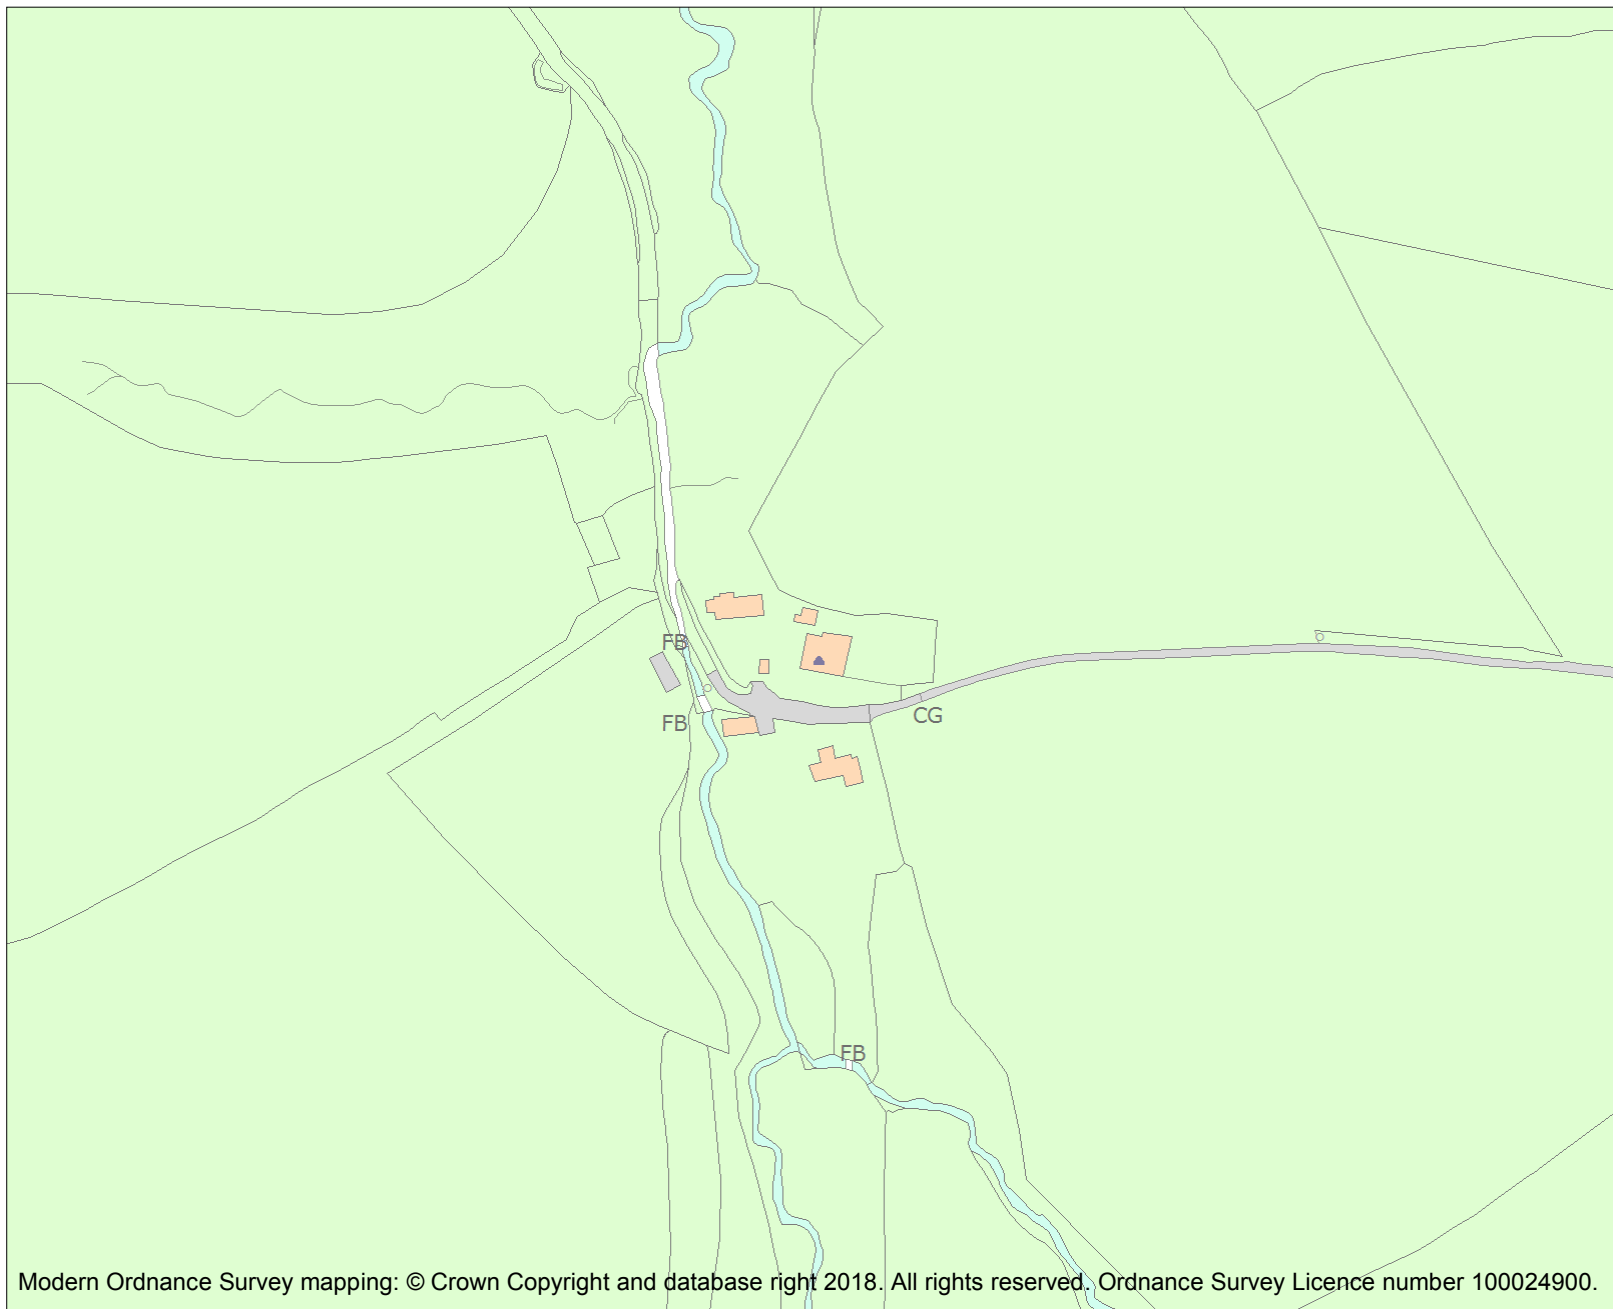 FB
FB
CG
FB
Modern Ordnance Survey mapping: © Crown Copyright and database right 2018. All rights reserved. Ordnance Survey Licence number 100024900.